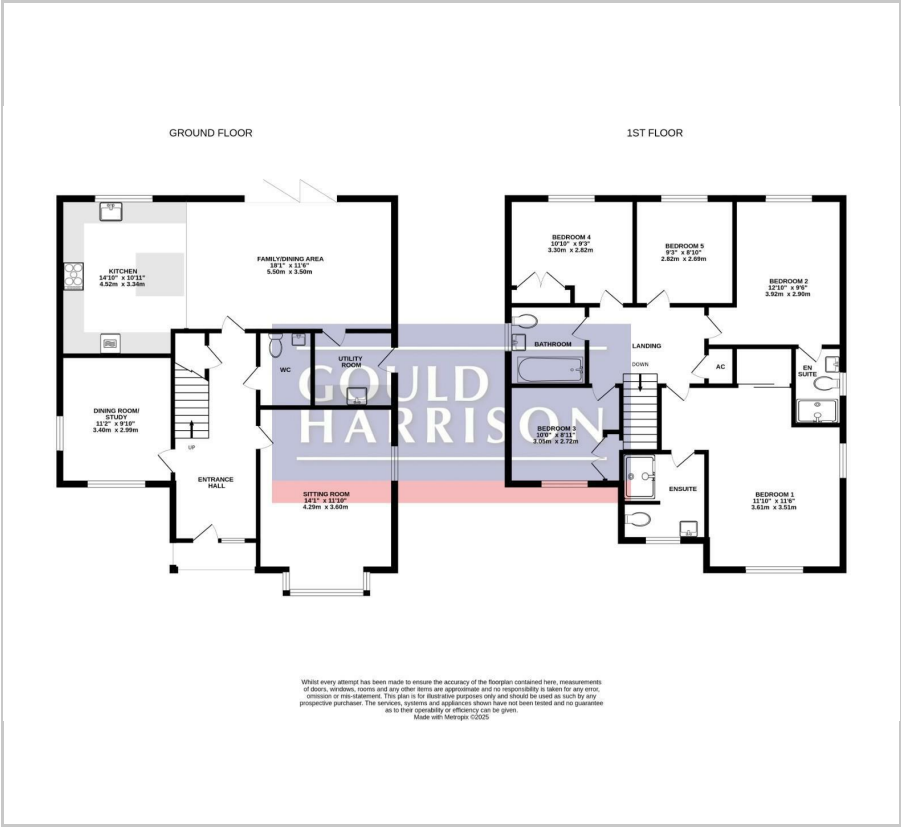 GROUND FLOOR
1ST FLOOR
KITCHEN
14'10" x 10'11"
4.52m x 3.34m
FAMILY/DINING AREA
18'1" x 11'6"
5.50m x 3.50m
DINING ROOM/
STUDY
11'2" x 9'10"
3.40m x 2.99m
UP
ENTRANCE
HALL
WC
UTILITY
ROOM
SITTING ROOM
14'1" x 11'10"
4.29m x 3.60m
BEDROOM 4
10'10" x 9'3"
3.30m x 2.82m
BEDROOM 5
9'3" x 8'10"
2.82m x 2.69m
BEDROOM 2
12'10" x 9'6"
3.92m x 2.90m
BATHROOM
LANDING
DOWN
AC
EN
SUITE
BEDROOM 3
10'0" x 8'11"
3.05m x 2.72m
ENSUITE
BEDROOM 1
11'10" x 11'6"
3.61m x 3.51m
GOULD
HARRISON
Whilst every attempt has been made to ensure the accuracy of the floorplan contained here, measurements
of doors, windows, rooms and any other items are approximate and no responsibility is taken for any error,
omission or mis-statement. This plan is for illustrative purposes only and should be used as such by any
prospective purchaser. The services, systems and appliances shown have not been tested and no guarantee
as to their operability or efficiency can be given.
Made with Metropix ©2025